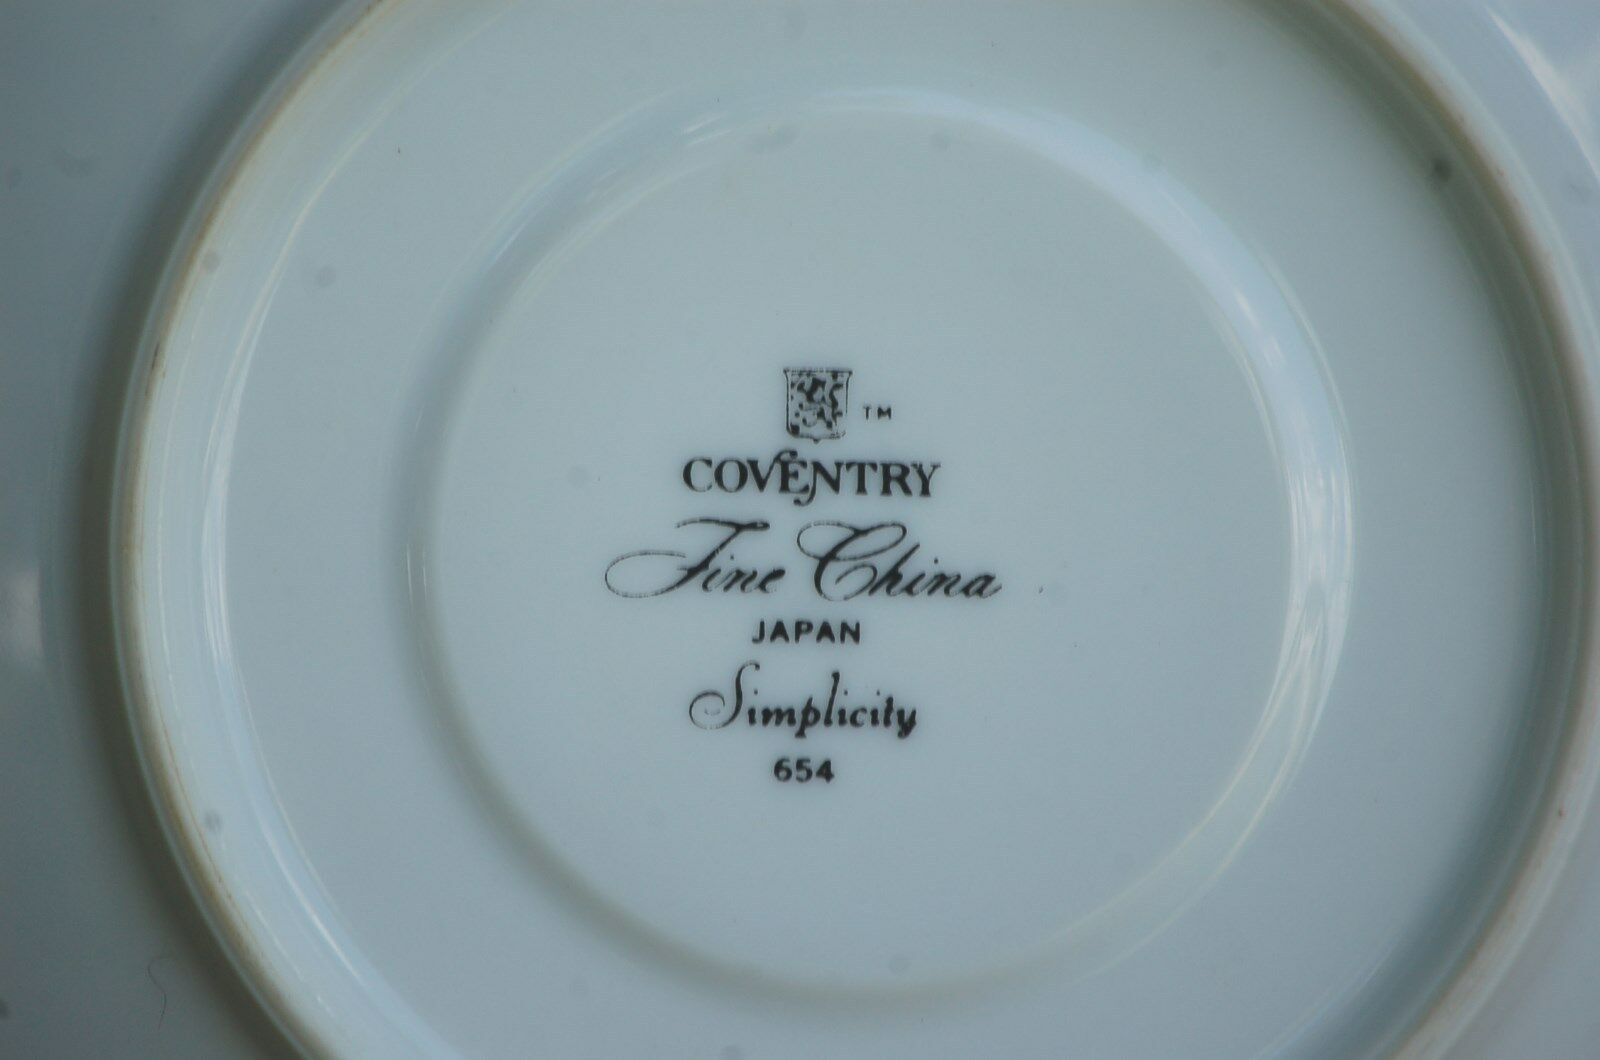 TM
COVENTRY
Fine China
JAPAN
Simplicity
654